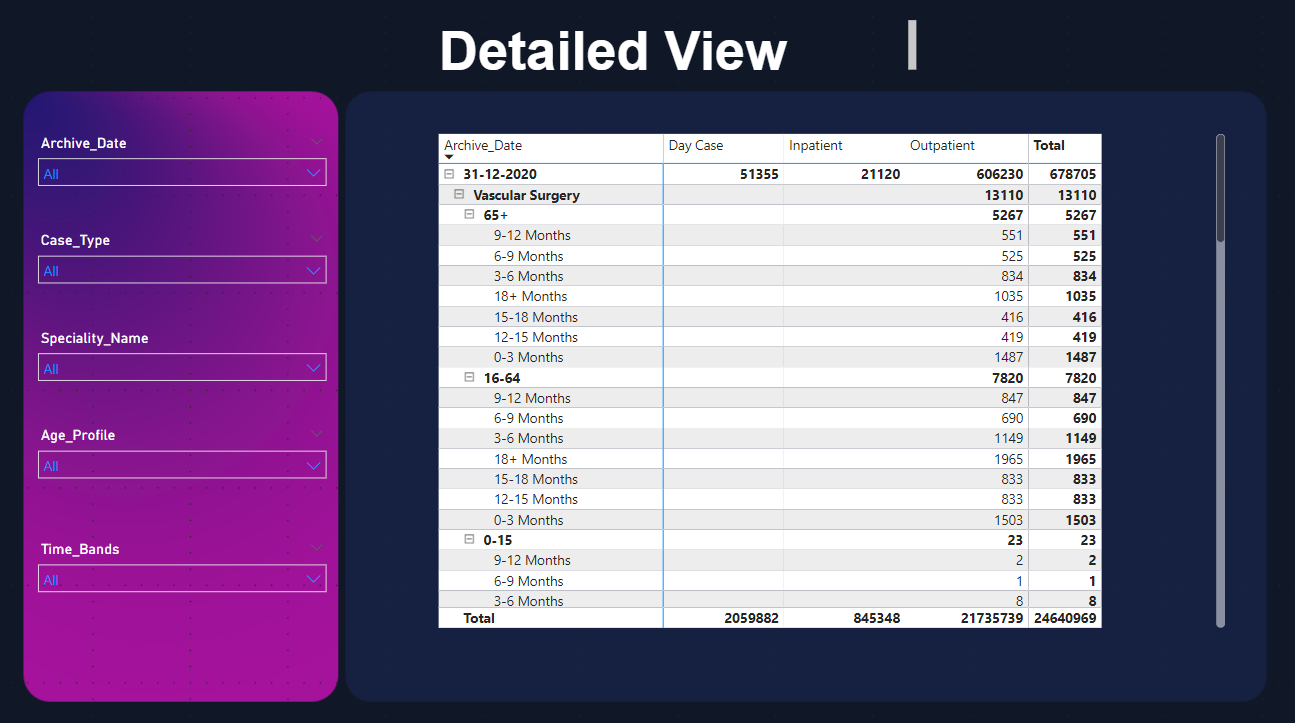 Detailed View
Archive_Date
All
Case_Type
All
Speciality_Name
All
Age_Profile
All
Time_Bands
All
Archive_Date Day Case Inpatient Outpatient Total
31-12-2020 51355 21120 606230 678705
Vascular Surgery 13110 13110
65+ 5267 5267
9-12 Months 551 551
6-9 Months 525 525
3-6 Months 834 834
18+ Months 1035 1035
15-18 Months 416 416
12-15 Months 419 419
0-3 Months 1487 1487
16-64 7820 7820
9-12 Months 847 847
6-9 Months 690 690
3-6 Months 1149 1149
18+ Months 1965 1965
15-18 Months 833 833
12-15 Months 833 833
0-3 Months 1503 1503
0-15 23 23
9-12 Months 2 2
6-9 Months 1 1
3-6 Months 8 8
Total 2059882 845348 21735739 24640969